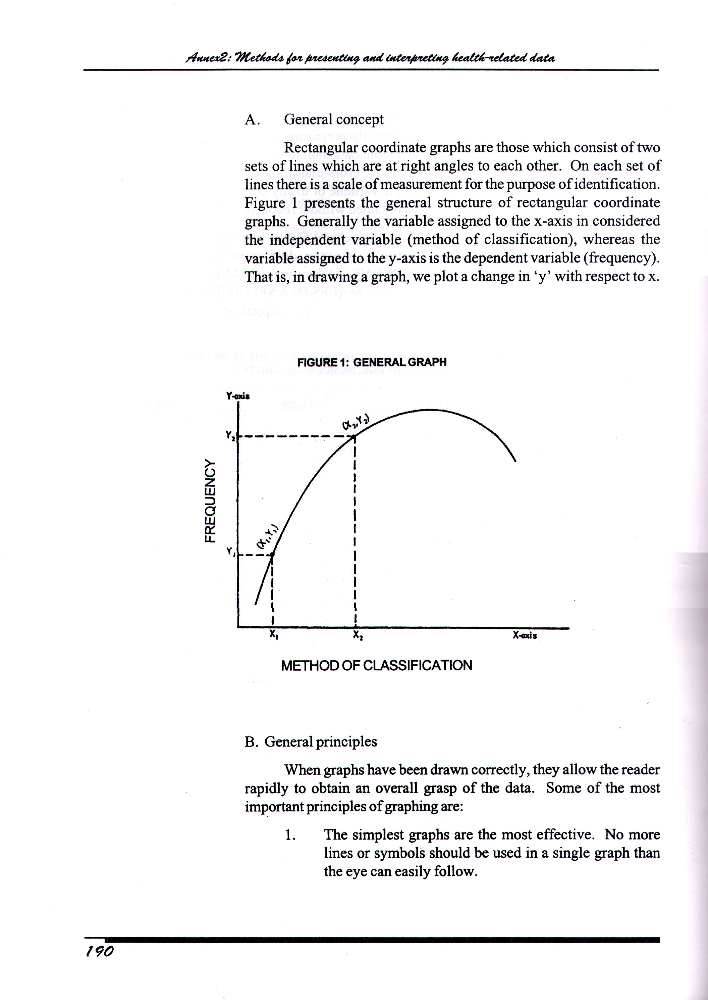 Annex2: Methods for presenting and interpreting health-related data
A. General concept
Rectangular coordinate graphs are those which consist of two
sets of lines which are at right angles to each other. On each set of
lines there is a scale of measurement for the purpose of identification.
Figure 1 presents the general structure of rectangular coordinate
graphs. Generally the variable assigned to the x-axis in considered
the independent variable (method of classification), whereas the
variable assigned to the y-axis is the dependent variable (frequency).
That is, in drawing a graph, we plot a change in ‘y’ with respect to x.
FIGURE 1: GENERAL GRAPH
Y-axis
(X₂,Y₂)
Y₂
FREQUENCY
(X₁,Y₁)
Y₁
X₁ X₂ X-axis
METHOD OF CLASSIFICATION
B. General principles
When graphs have been drawn correctly, they allow the reader
rapidly to obtain an overall grasp of the data. Some of the most
important principles of graphing are:
1. The simplest graphs are the most effective. No more
lines or symbols should be used in a single graph than
the eye can easily follow.
190